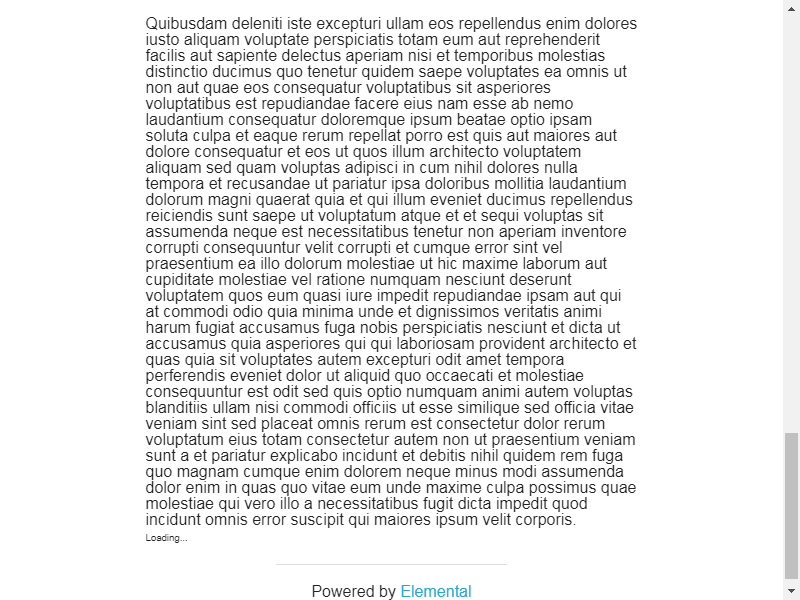 Quibusdam deleniti iste excepturi ullam eos repellendus enim dolores
iusto aliquam voluptate perspiciatis totam eum aut reprehenderit
facilis aut sapiente delectus aperiam nisi et temporibus molestias
distinctio ducimus quo tenetur quidem saepe voluptates ea omnis ut
non aut quae eos consequatur voluptatibus sit asperiores
voluptatibus est repudiandae facere eius nam esse ab nemo
laudantium consequatur doloremque ipsum beatae optio ipsam
soluta culpa et eaque rerum repellat porro est quis aut maiores aut
dolore consequatur et eos ut quos illum architecto voluptatem
aliquam sed quam voluptas adipisci in cum nihil dolores nulla
tempora et recusandae ut pariatur ipsa doloribus mollitia laudantium
dolorum magni quaerat quia et qui illum eveniet ducimus repellendus
reiciendis sunt saepe ut voluptatum atque et et sequi voluptas sit
assumenda neque est necessitatibus tenetur non aperiam inventore
corrupti consequuntur velit corrupti et cumque error sint vel
praesentium ea illo dolorum molestiae ut hic maxime laborum aut
cupiditate molestiae vel ratione numquam nesciunt deserunt
voluptatem quos eum quasi iure impedit repudiandae ipsam aut qui
at commodi odio quia minima unde et dignissimos veritatis animi
harum fugiat accusamus fuga nobis perspiciatis nesciunt et dicta ut
accusamus quia asperiores qui qui laboriosam provident architecto et
quas quia sit voluptates autem excepturi odit amet tempora
perferendis eveniet dolor ut aliquid quo occaecati et molestiae
consequuntur est odit sed quis optio numquam animi autem voluptas
blanditiis ullam nisi commodi officiis ut esse similique sed officia vitae
veniam sint sed placeat omnis rerum est consectetur dolor rerum
voluptatum eius totam consectetur autem non ut praesentium veniam
sunt a et pariatur explicabo incidunt et debitis nihil quidem rem fuga
quo magnam cumque enim dolorem neque minus modi assumenda
dolor enim in quas quo vitae eum unde maxime culpa possimus quae
molestiae qui vero illo a necessitatibus fugit dicta impedit quod
incidunt omnis error suscipit qui maiores ipsum velit corporis.
Loading...
Powered by Elemental